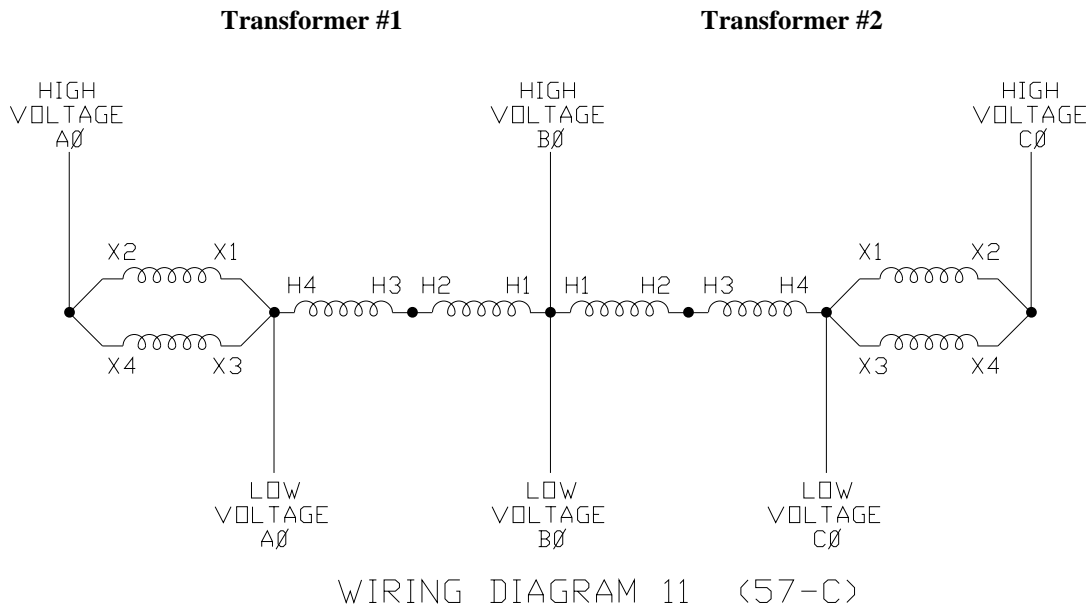 Transformer #1
Transformer #2
HIGH
VOLTAGE
AØ
HIGH
VOLTAGE
BØ
HIGH
VOLTAGE
CØ
X2 X1
X1 X2
H4 H3 H2 H1 H1 H2 H3 H4
X4 X3
X3 X4
LOW
VOLTAGE
AØ
LOW
VOLTAGE
BØ
LOW
VOLTAGE
CØ
WIRING DIAGRAM 11 (57-C)